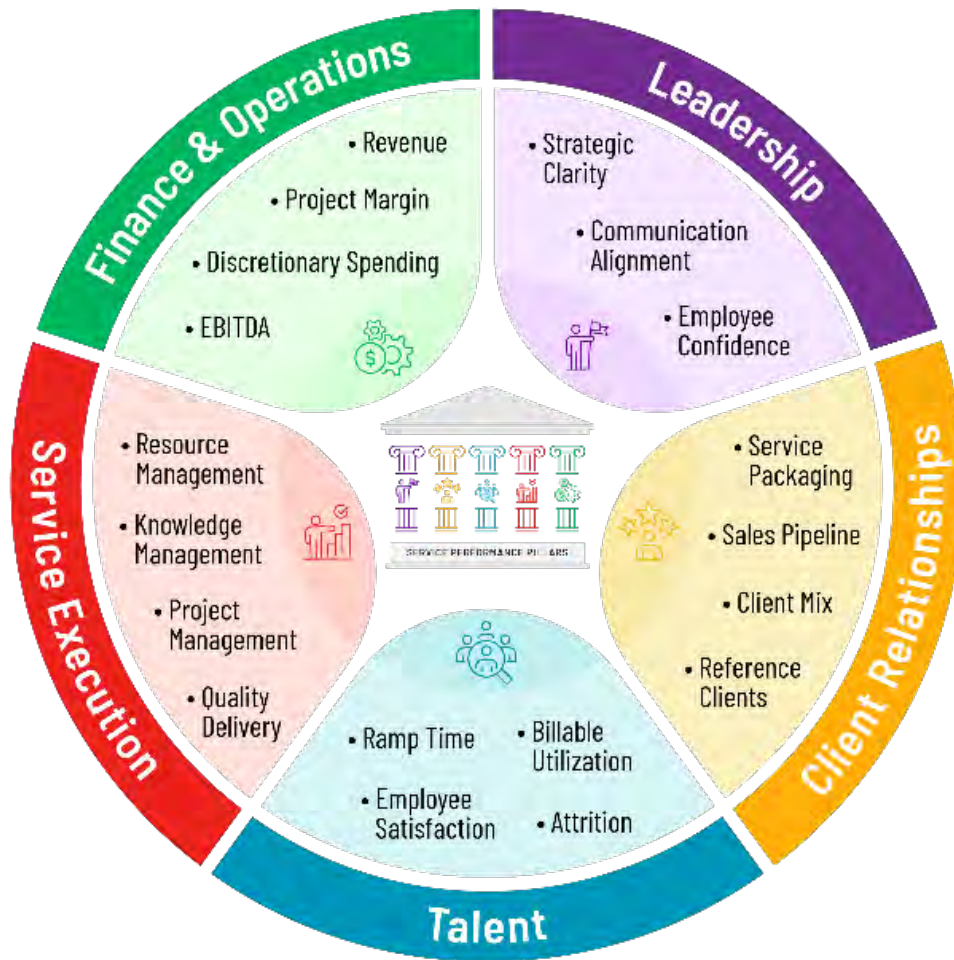 Finance & Operations
• Revenue
• Project Margin
• Discretionary Spending
• EBITDA
Leadership
• Strategic
Clarity
• Communication
Alignment
• Employee
Confidence
Client Relationships
• Service
Packaging
• Sales Pipeline
• Client Mix
• Reference
Clients
Talent
• Ramp Time
• Billable
Utilization
• Employee
Satisfaction
• Attrition
Service Execution
• Resource
Management
• Knowledge
Management
• Project
Management
• Quality
Delivery
SERVICE PERFORMANCE PILLARS
$